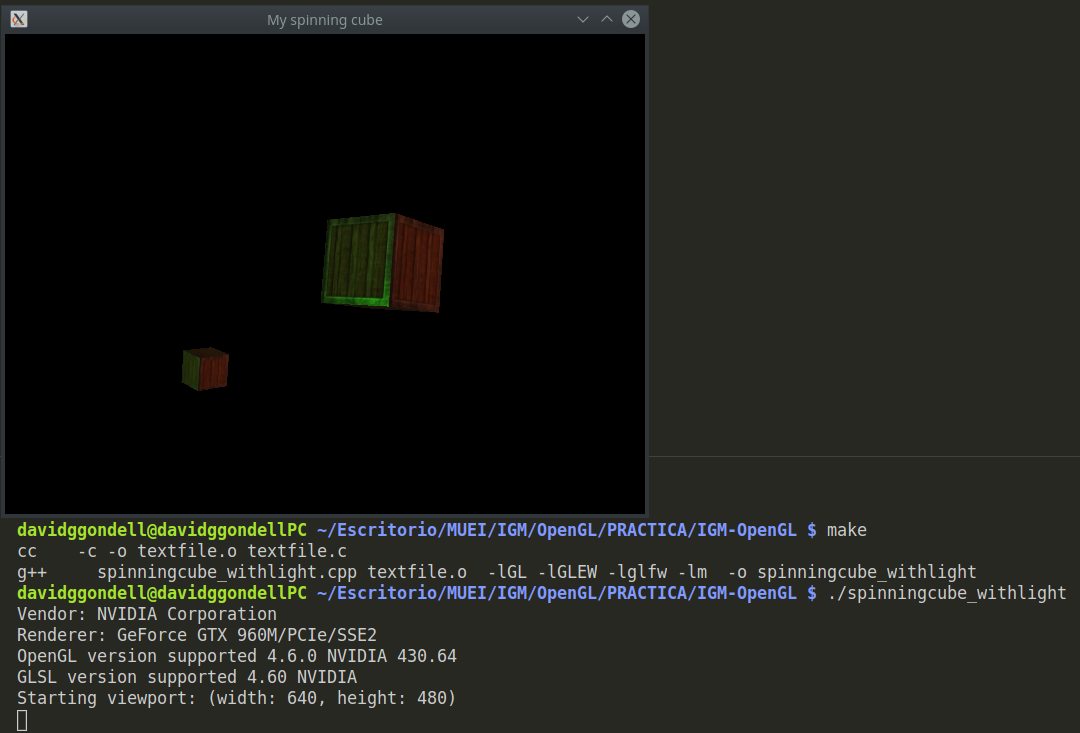 My spinning cube
davidggondell@davidggondellPC ~/Escritorio/MUEI/IGM/OpenGL/PRACTICA/IGM-OpenGL $ make
cc    -c -o textfile.o textfile.c
g++      spinningcube_withlight.cpp textfile.o  -lGL -lGLEW -lglfw -lm  -o spinningcube_withlight
davidggondell@davidggondellPC ~/Escritorio/MUEI/IGM/OpenGL/PRACTICA/IGM-OpenGL $ ./spinningcube_withlight
Vendor: NVIDIA Corporation
Renderer: GeForce GTX 960M/PCIe/SSE2
OpenGL version supported 4.6.0 NVIDIA 430.64
GLSL version supported 4.60 NVIDIA
Starting viewport: (width: 640, height: 480)